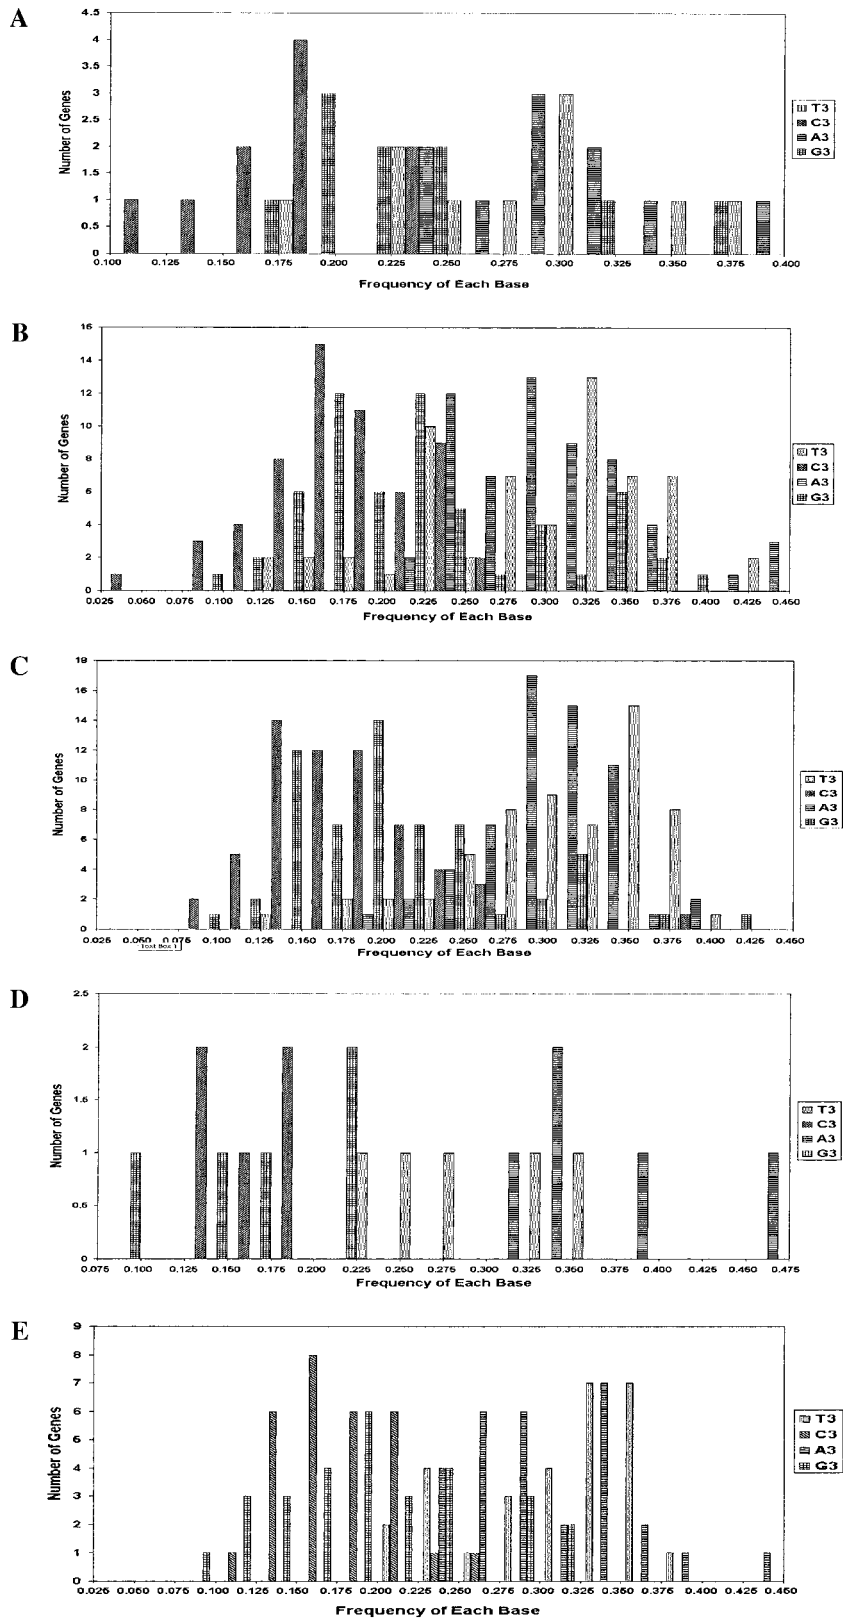 A
4.5
4
3.5
3
2.5
2
1.5
1
0.5
0
Number of Genes
0.100 0.125 0.150 0.175 0.200 0.225 0.250 0.275 0.300 0.325 0.350 0.375 0.400
Frequency of Each Base
T3
C3
A3
G3
B
16
14
12
10
8
6
4
2
0
Number of Genes
0.025 0.050 0.075 0.100 0.125 0.150 0.175 0.200 0.225 0.250 0.275 0.300 0.325 0.350 0.375 0.400 0.425 0.450
Frequency of Each Base
T3
C3
A3
G3
C
18
16
14
12
10
8
6
4
2
0
Number of Genes
0.025 0.050 0.075 0.100 0.125 0.150 0.175 0.200 0.225 0.250 0.275 0.300 0.325 0.350 0.375 0.400 0.425 0.450
Text Box 1
Frequency of Each Base
T3
C3
A3
G3
D
2.5
2
1.5
1
0.5
0
Number of Genes
0.075 0.100 0.125 0.150 0.175 0.200 0.225 0.250 0.275 0.300 0.325 0.350 0.375 0.400 0.425 0.450 0.475
Frequency of Each Base
T3
C3
A3
G3
E
9
8
7
6
5
4
3
2
1
0
Number of Genes
0.025 0.050 0.075 0.100 0.125 0.150 0.175 0.200 0.225 0.250 0.275 0.300 0.325 0.350 0.375 0.400 0.425 0.450
Frequency of Each Base
T3
C3
A3
G3